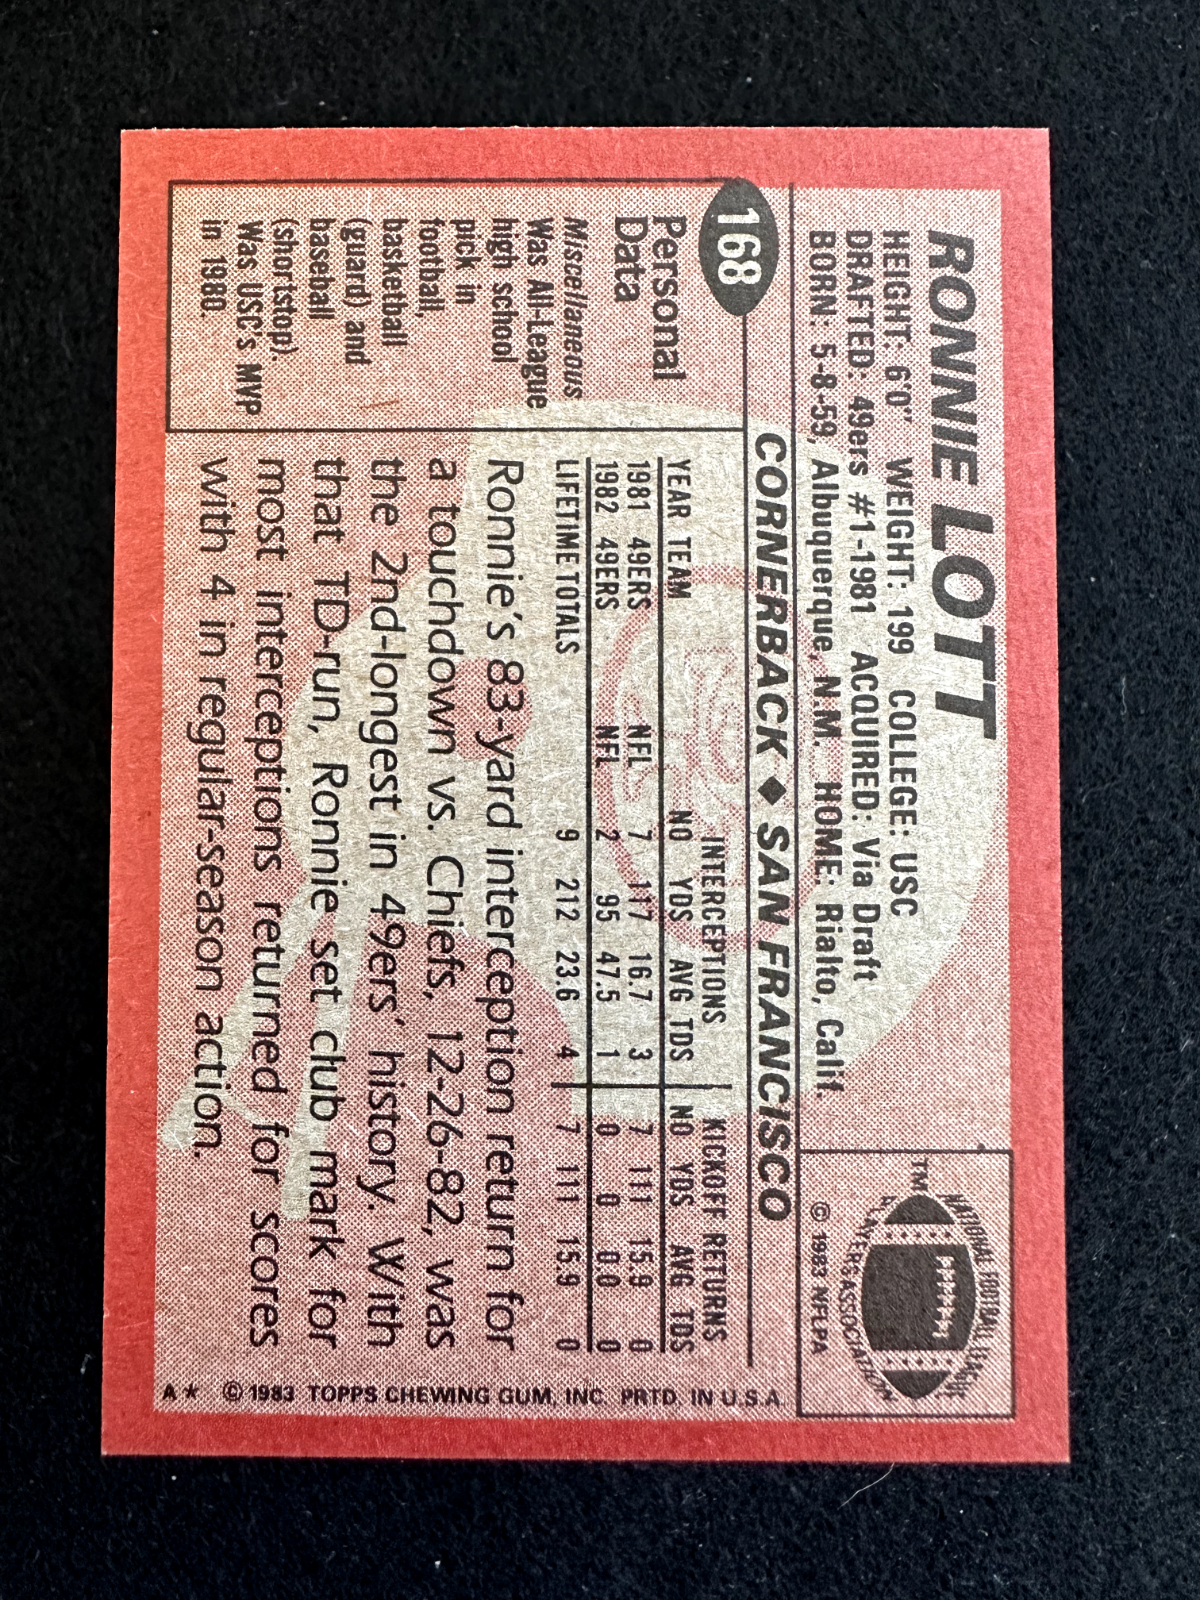 RONNIE LOTT
HEIGHT: 6'0" WEIGHT: 199 COLLEGE: USC
DRAFTED: 49ers #1-1981 ACQUIRED: Via Draft
BORN: 5-8-59, Albuquerque, N.M. HOME: Rialto, Calif.
NATIONAL FOOTBALL LEAGUE
PLAYERS ASSOCIATION
TM
© 1983 NFLPA
168
CORNERBACK ♦ SAN FRANCISCO
Personal
Data
Miscellaneous
Was All-League
high school
pick in
football,
basketball
(guard) and
baseball
(shortstop).
Was USC's MVP
in 1980.
INTERCEPTIONS KICKOFF RETURNS
YEAR TEAM NO YDS AVG TDS NO YDS AVG TDS
1981 49ERS NFL 7 117 16.7 3 7 111 15.9 0
1982 49ERS NFL 2 95 47.5 1 0 0 0.0 0
LIFETIME TOTALS 9 212 23.6 4 7 111 15.9 0
Ronnie's 83-yard interception return for
a touchdown vs. Chiefs, 12-26-82, was
the 2nd-longest in 49ers' history. With
that TD-run, Ronnie set club mark for
most interceptions returned for scores
with 4 in regular-season action.
A* © 1983 TOPPS CHEWING GUM, INC. PRTD. IN U.S.A.